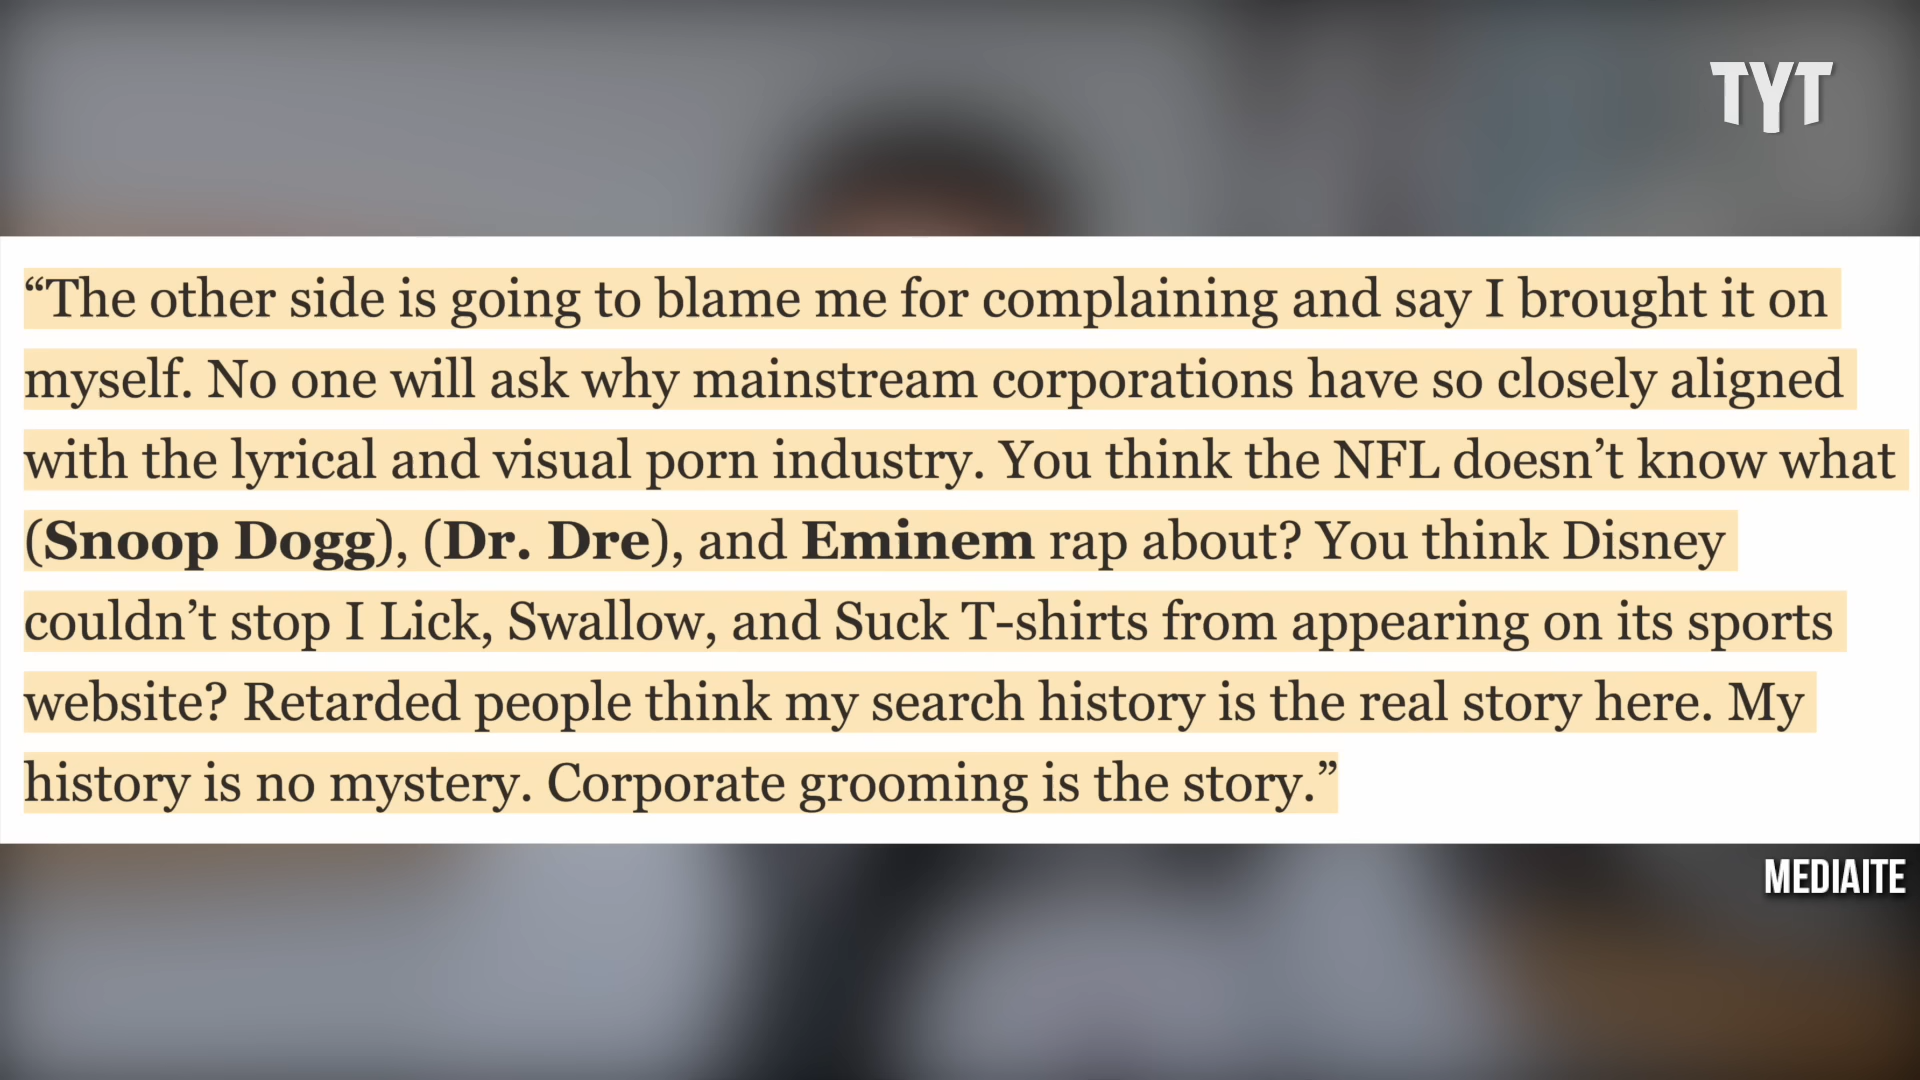 TYT
“The other side is going to blame me for complaining and say I brought it on
myself. No one will ask why mainstream corporations have so closely aligned
with the lyrical and visual porn industry. You think the NFL doesn’t know what
(Snoop Dogg), (Dr. Dre), and Eminem rap about? You think Disney
couldn’t stop I Lick, Swallow, and Suck T-shirts from appearing on its sports
website? Retarded people think my search history is the real story here. My
history is no mystery. Corporate grooming is the story.”
MEDIAITE